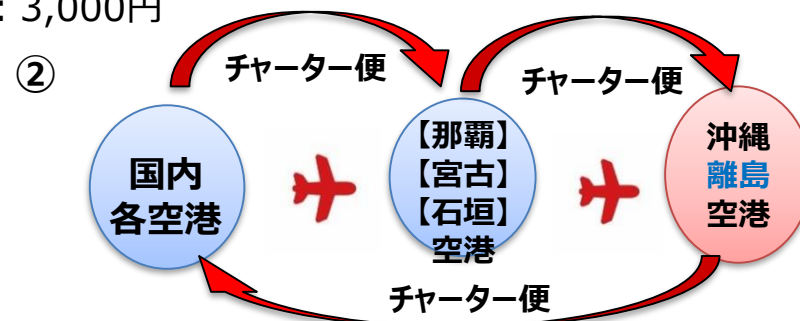 : 3,000円
②
チャーター便
チャーター便
国内
各空港
【那覇】
【宮古】
【石垣】
空港
沖縄
離島
空港
チャーター便